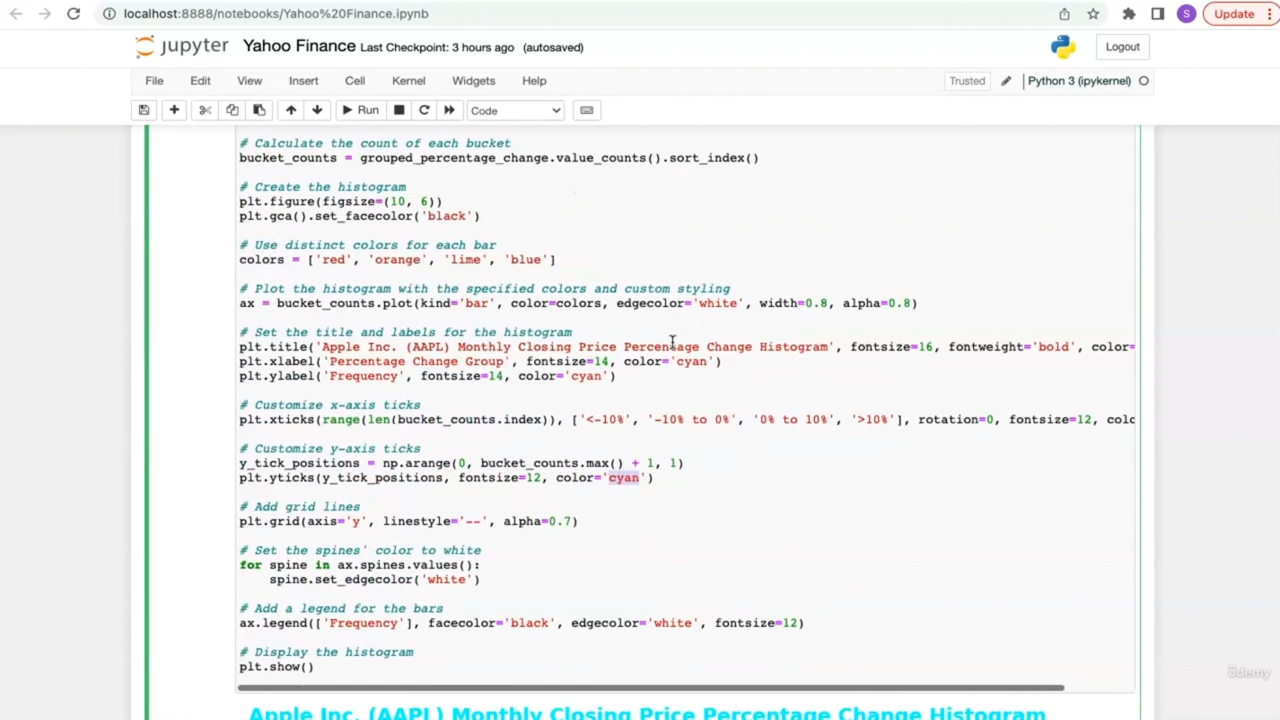 localhost:8888/notebooks/Yahoo%20Finance.ipynb
S
Update
jupyter Yahoo Finance Last Checkpoint: 3 hours ago (autosaved)
Logout
File Edit View Insert Cell Kernel Widgets Help
Trusted Python 3 (ipykernel)
Run Code
# Calculate the count of each bucket
bucket_counts = grouped_percentage_change.value_counts().sort_index()
# Create the histogram
plt.figure(figsize=(10, 6))
plt.gca().set_facecolor('black')
# Use distinct colors for each bar
colors = ['red', 'orange', 'lime', 'blue']
# Plot the histogram with the specified colors and custom styling
ax = bucket_counts.plot(kind='bar', color=colors, edgecolor='white', width=0.8, alpha=0.8)
# Set the title and labels for the histogram
plt.title('Apple Inc. (AAPL) Monthly Closing Price Percentage Change Histogram', fontsize=16, fontweight='bold', color=
plt.xlabel('Percentage Change Group', fontsize=14, color='cyan')
plt.ylabel('Frequency', fontsize=14, color='cyan')
# Customize x-axis ticks
plt.xticks(range(len(bucket_counts.index)), ['<-10%', '-10% to 0%', '0% to 10%', '>10%'], rotation=0, fontsize=12, colo
# Customize y-axis ticks
y_tick_positions = np.arange(0, bucket_counts.max() + 1, 1)
plt.yticks(y_tick_positions, fontsize=12, color='cyan')
# Add grid lines
plt.grid(axis='y', linestyle='--', alpha=0.7)
# Set the spines' color to white
for spine in ax.spines.values():
    spine.set_edgecolor('white')
# Add a legend for the bars
ax.legend(['Frequency'], facecolor='black', edgecolor='white', fontsize=12)
# Display the histogram
plt.show()
ûdemy
Apple Inc. (AAPL) Monthly Closing Price Percentage Change Histogram